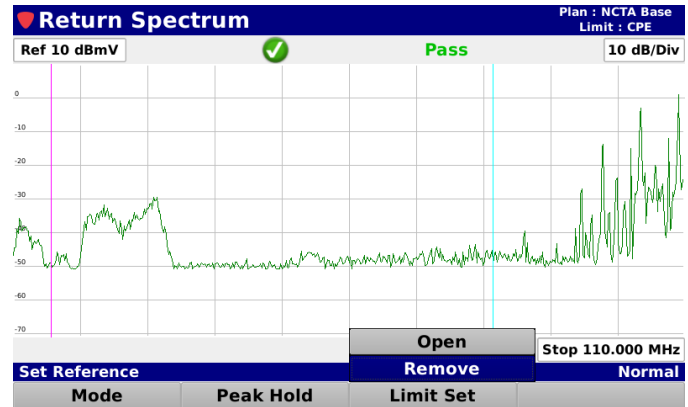 Return Spectrum
Plan : NCTA Base
Limit : CPE
Ref 10 dBmV
Pass
10 dB/Div
0
-10
-20
-30
-50
-60
-70
Open
Stop 110.000 MHz
Set Reference
Remove
Normal
Mode
Peak Hold
Limit Set